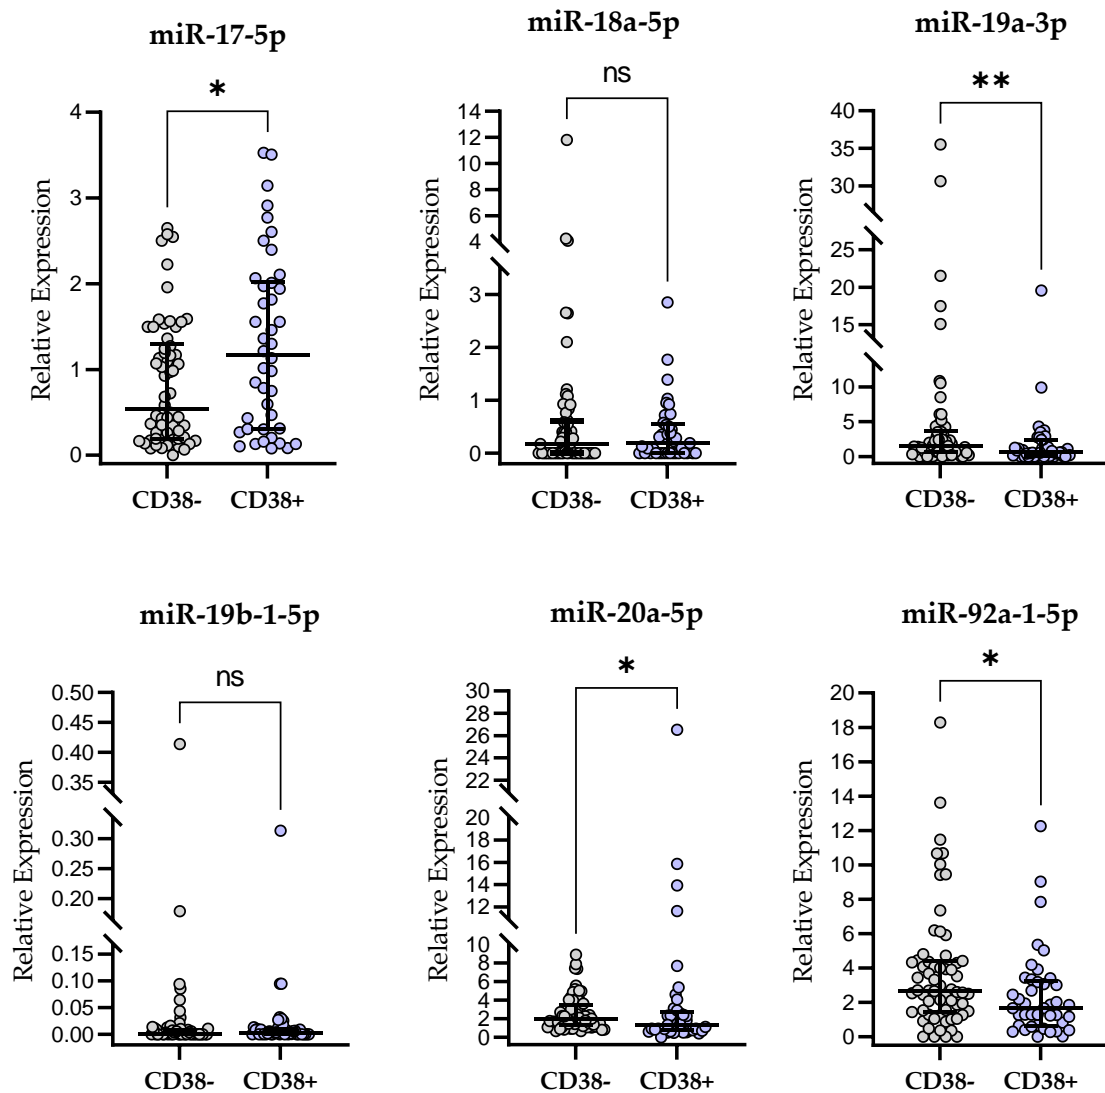 miR-17-5p
*
Relative Expression
4
3
2
1
0
CD38-
CD38+
miR-18a-5p
ns
Relative Expression
14
12
10
8
6
4
3
2
1
0
CD38-
CD38+
miR-19a-3p
**
Relative Expression
40
35
30
25
20
15
10
5
0
CD38-
CD38+
miR-19b-1-5p
ns
Relative Expression
0.50
0.45
0.40
0.35
0.30
0.25
0.20
0.15
0.10
0.05
0.00
CD38-
CD38+
miR-20a-5p
*
Relative Expression
30
28
26
24
22
20
18
16
14
12
10
8
6
4
2
0
CD38-
CD38+
miR-92a-1-5p
*
Relative Expression
20
18
16
14
12
10
8
6
4
2
0
CD38-
CD38+